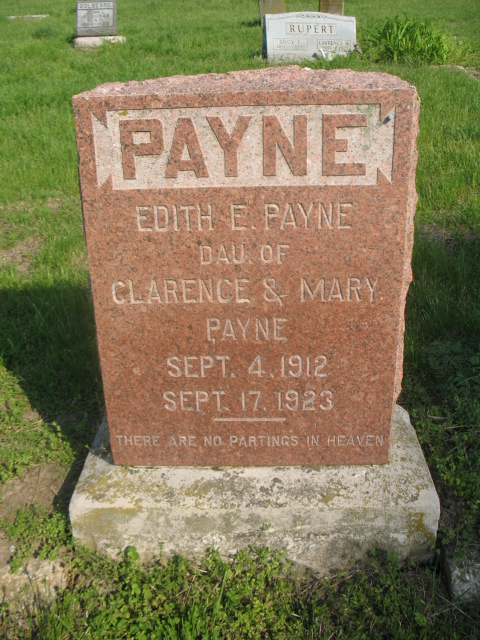 RUPERT
PAYNE
EDITH E. PAYNE
DAU. OF
CLARENCE & MARY
PAYNE
SEPT. 4, 1912
SEPT. 17, 1923
THERE ARE NO PARTINGS IN HEAVEN